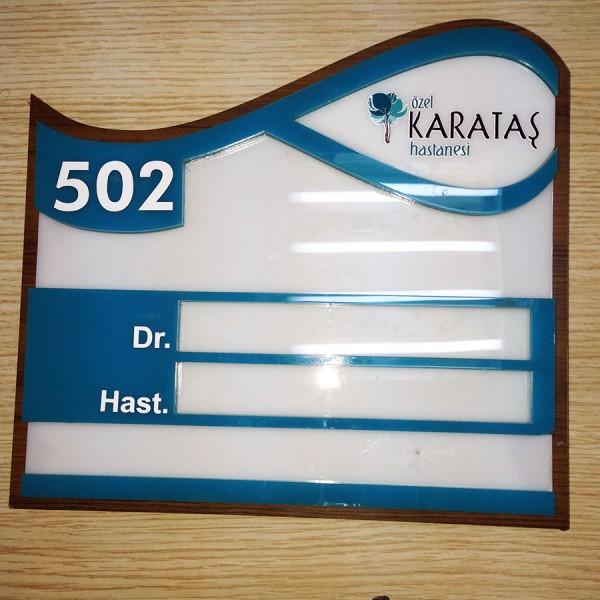 özel
KARATAŞ
hastanesi
502
Dr.
Hast.